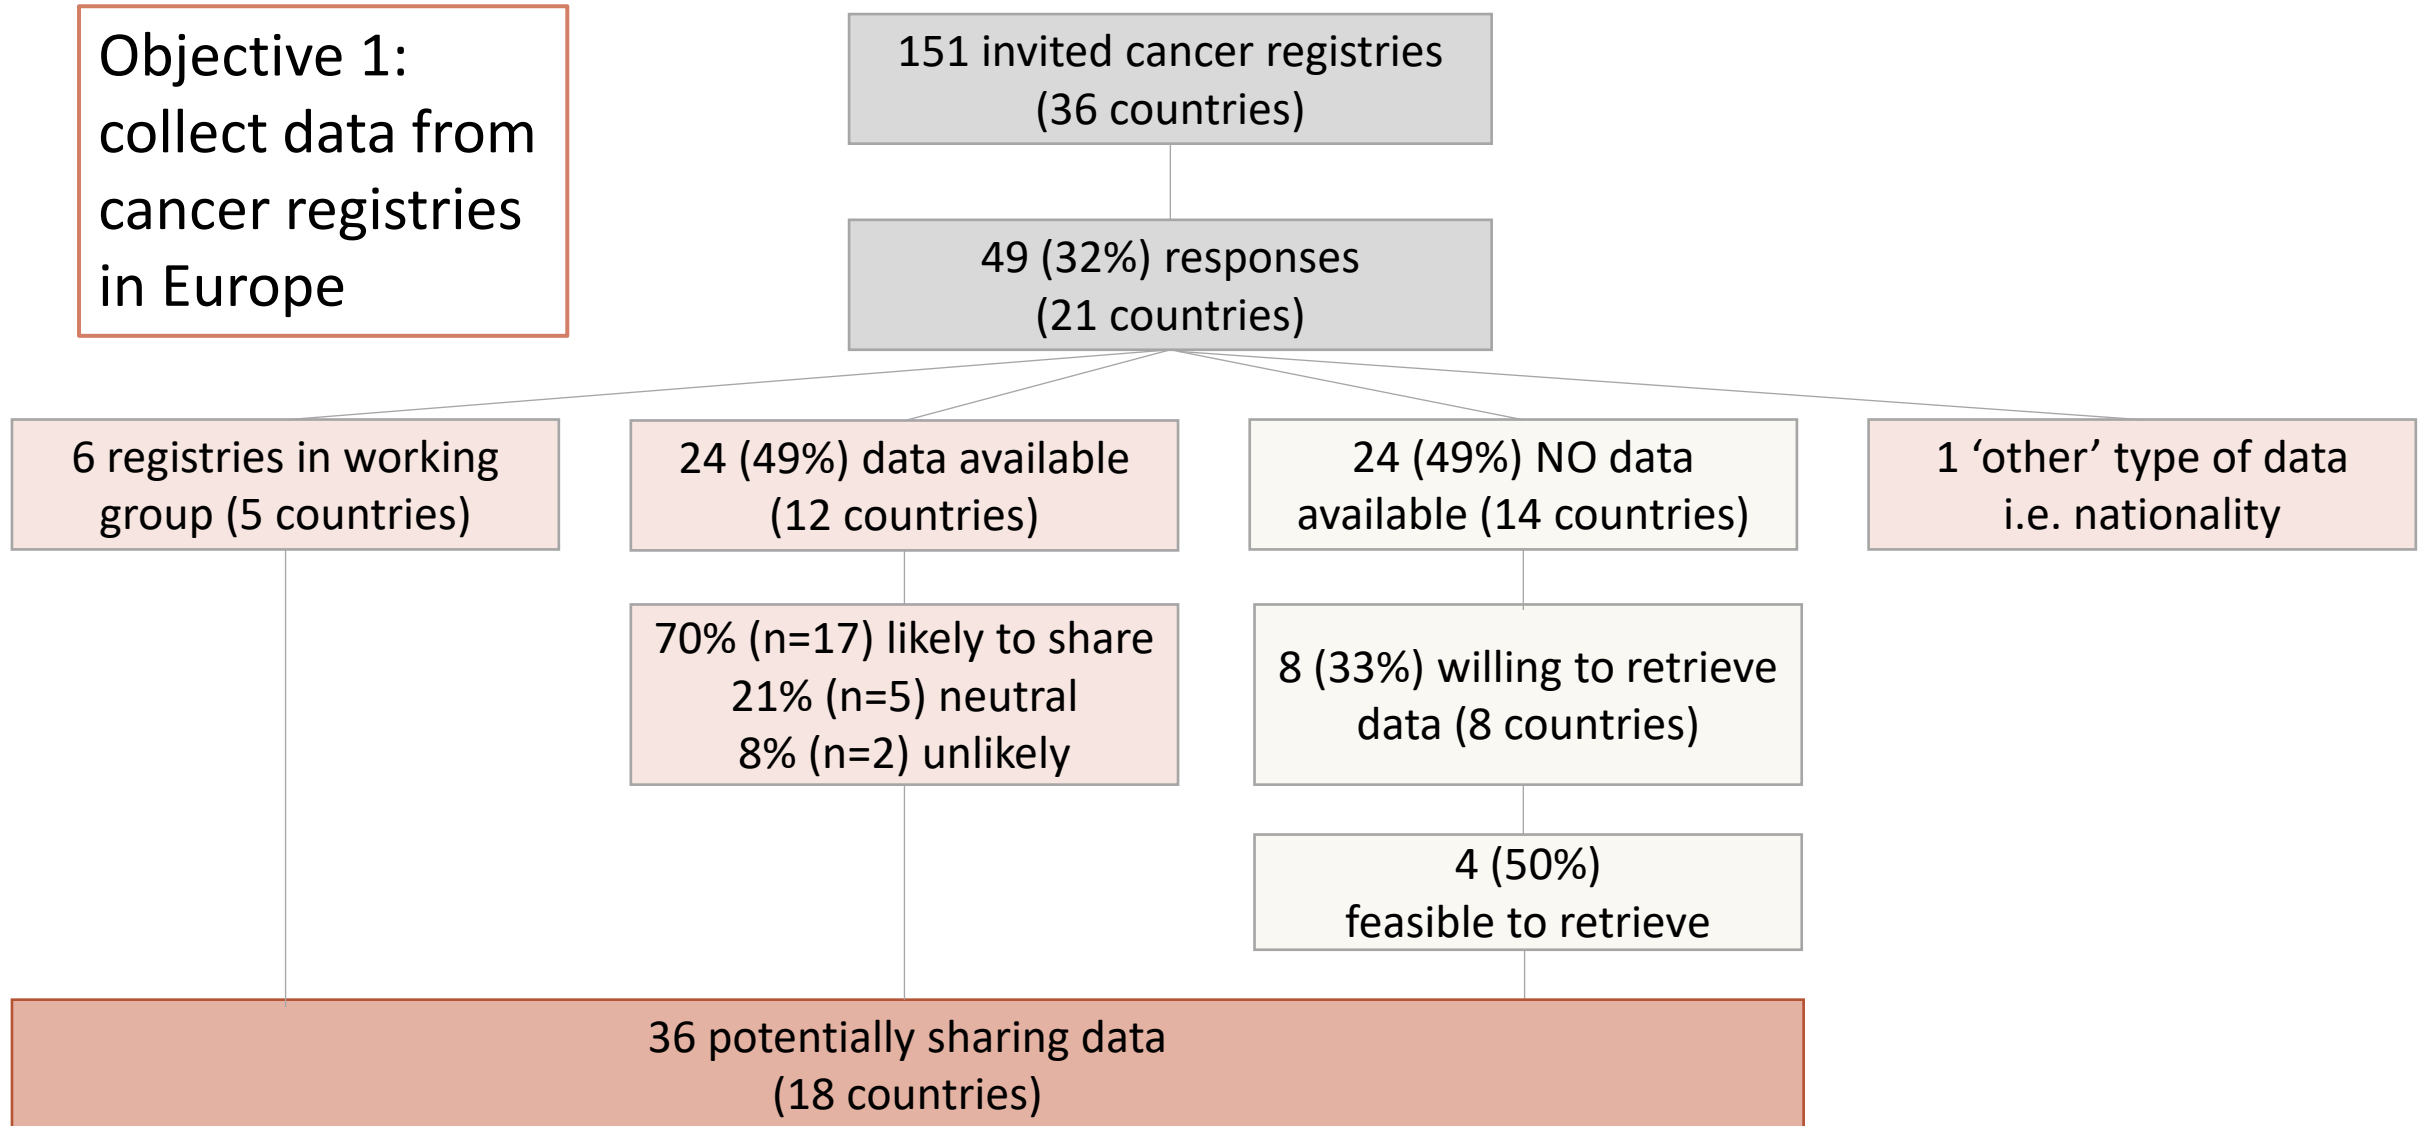 Objective 1:
collect data from
cancer registries
in Europe
151 invited cancer registries
(36 countries)
49 (32%) responses
(21 countries)
6 registries in working
group (5 countries)
24 (49%) data available
(12 countries)
24 (49%) NO data
available (14 countries)
1 ‘other’ type of data
i.e. nationality
70% (n=17) likely to share
21% (n=5) neutral
8% (n=2) unlikely
8 (33%) willing to retrieve
data (8 countries)
4 (50%)
feasible to retrieve
36 potentially sharing data
(18 countries)